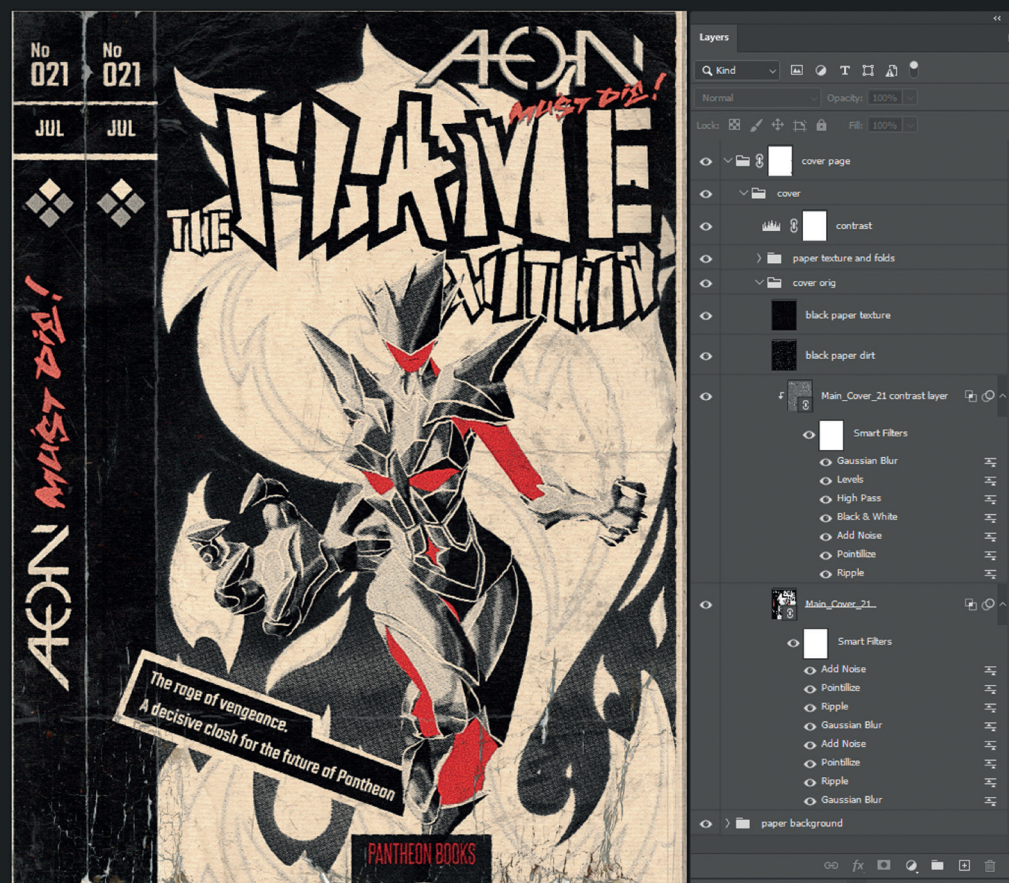 No
021
JUL
No
021
JUL
AEON MUST DIE!
AEON
MUST DIE!
THE FLAME
WITHIN
The rage of vengeance.
A decisive clash for the future of Pantheon
PANTHEON BOOKS
Layers
Kind
Normal
Opacity: 100%
Lock:
Fill: 100%
cover page
cover
contrast
paper texture and folds
cover orig
black paper texture
black paper dirt
Main_Cover_21 contrast layer
Smart Filters
Gaussian Blur
Levels
High Pass
Black & White
Add Noise
Pointillize
Ripple
Main_Cover_21_
Smart Filters
Add Noise
Pointillize
Ripple
Gaussian Blur
Add Noise
Pointillize
Ripple
Gaussian Blur
paper background
fx